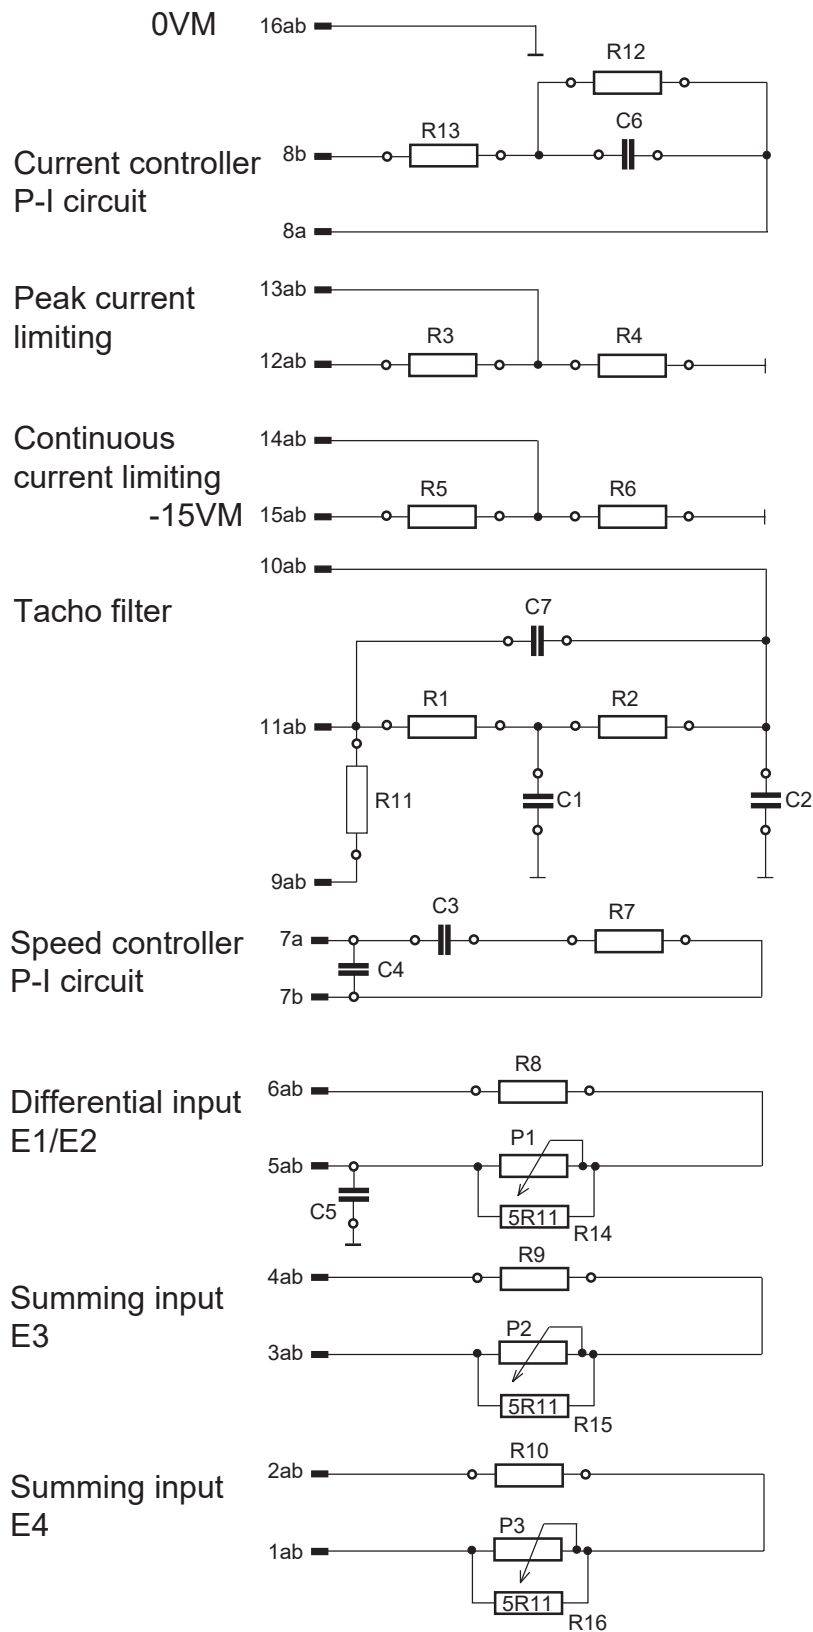 0VM 16ab
R12
R13 C6
Current controller 8b
P-I circuit
8a
13ab
Peak current
limiting
R3 R4
12ab
Continuous 14ab
current limiting
R5 R6
-15VM 15ab
10ab
Tacho filter C7
R1 R2
11ab
R11 C1 C2
9ab
C3 R7
Speed controller 7a
C4
P-I circuit
7b
R8
Differential input 6ab
E1/E2
P1
5ab
C5 5R11 R14
R9
4ab
Summing input
E3
P2
3ab
5R11
R15
R10
2ab
Summing input
E4
P3
1ab
5R11
R16